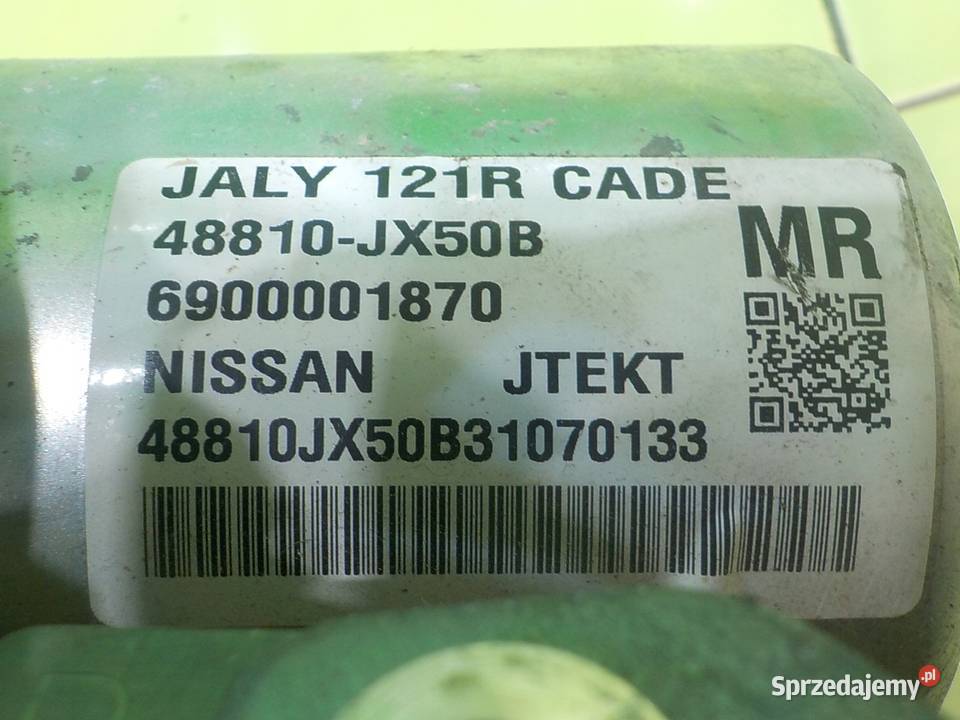 JALY 121R CADE
48810-JX50B
MR
6900001870
NISSAN JTEKT
48810JX50B31070133
Sprzedajemy.pl